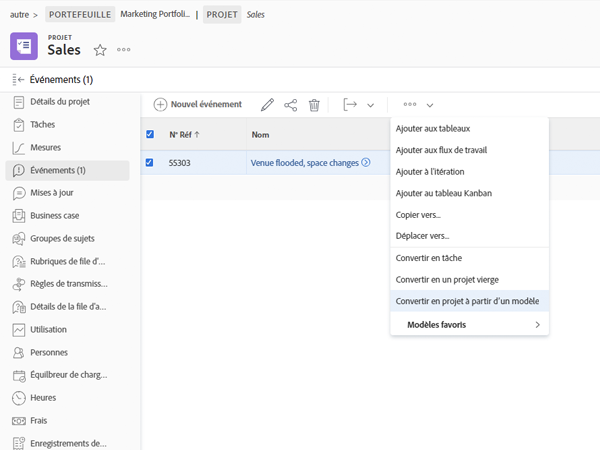 autre > PORTEFEUILLE Marketing Portfoli... | PROJET Sales
PROJET
Sales
Événements (1)
Détails du projet
Tâches
Mesures
Événements (1)
Mises à jour
Business case
Groupes de sujets
Rubriques de file d'...
Règles de transmiss...
Détails de la file d'a...
Utilisation
Personnes
Équilbreur de charg...
Heures
Frais
Enregistrements de...
Nouvel événement
N° Réf ↑ Nom
55303 Venue flooded, space changes
Ajouter aux tableaux
Ajouter aux flux de travail
Ajouter à l'itération
Ajouter au tableau Kanban
Copier vers...
Déplacer vers...
Convertir en tâche
Convertir en un projet vierge
Convertir en projet à partir d'un modèle
Modèles favoris